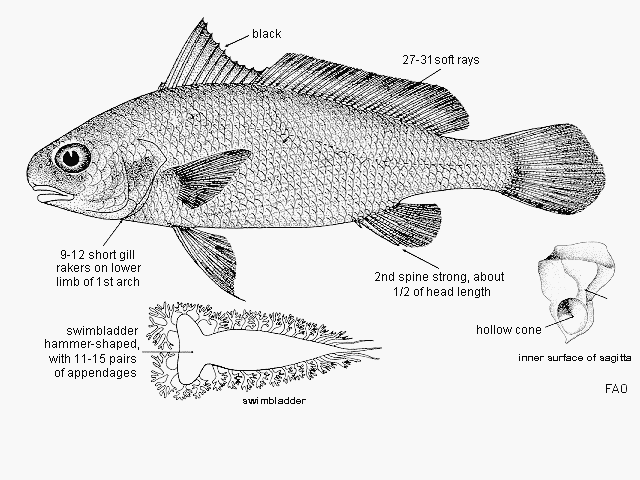 black
27-31 soft rays
9-12 short gill
rakers on lower
limb of 1st arch
2nd spine strong, about
1/2 of head length
swimbladder
hammer-shaped,
with 11-15 pairs
of appendages
swimbladder
hollow cone
inner surface of sagitta
FAO